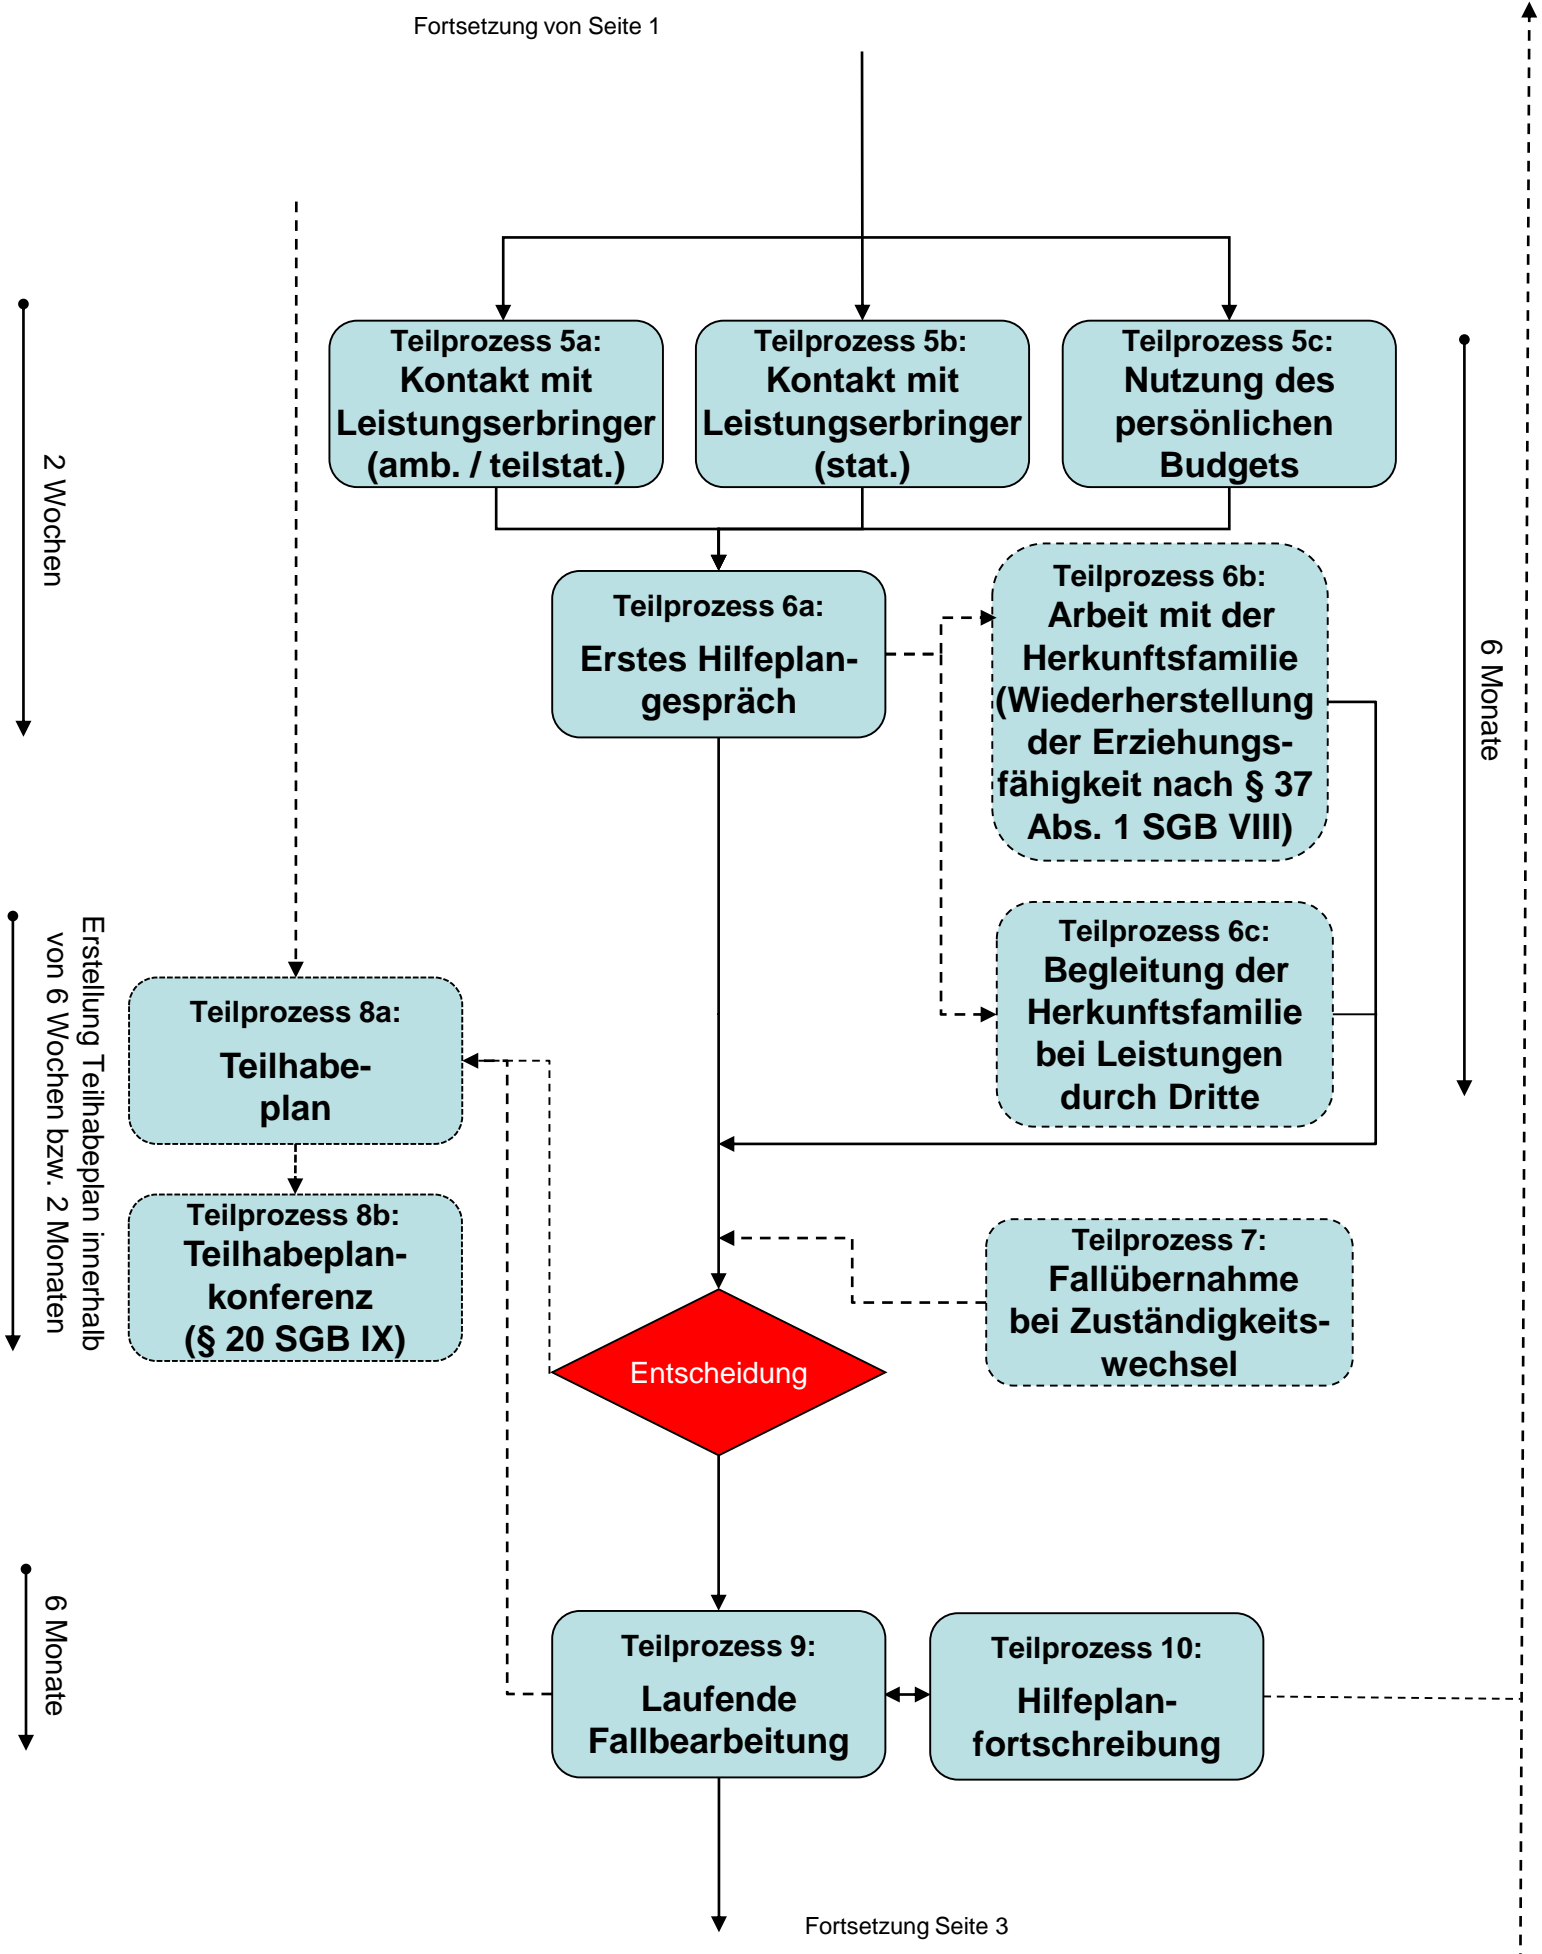 Fortsetzung von Seite 1
Teilprozess 5a:
Kontakt mit
Leistungserbringer
(amb. / teilstat.)
Teilprozess 5b:
Kontakt mit
Leistungserbringer
(stat.)
Teilprozess 5c:
Nutzung des
persönlichen
Budgets
2 Wochen
Teilprozess 6a:
Erstes Hilfeplan-
gespräch
Teilprozess 6b:
Arbeit mit der
Herkunftsfamilie
(Wiederherstellung
der Erziehungs-
fähigkeit nach § 37
Abs. 1 SGB VIII)
6 Monate
Teilprozess 6c:
Begleitung der
Herkunftsfamilie
bei Leistungen
durch Dritte
Erstellung Teilhabeplan innerhalb
von 6 Wochen bzw. 2 Monaten
Teilprozess 8a:
Teilhabe-
plan
Teilprozess 8b:
Teilhabeplan-
konferenz
(§ 20 SGB IX)
Teilprozess 7:
Fallübernahme
bei Zuständigkeits-
wechsel
Entscheidung
6 Monate
Teilprozess 9:
Laufende
Fallbearbeitung
Teilprozess 10:
Hilfeplan-
fortschreibung
Fortsetzung Seite 3